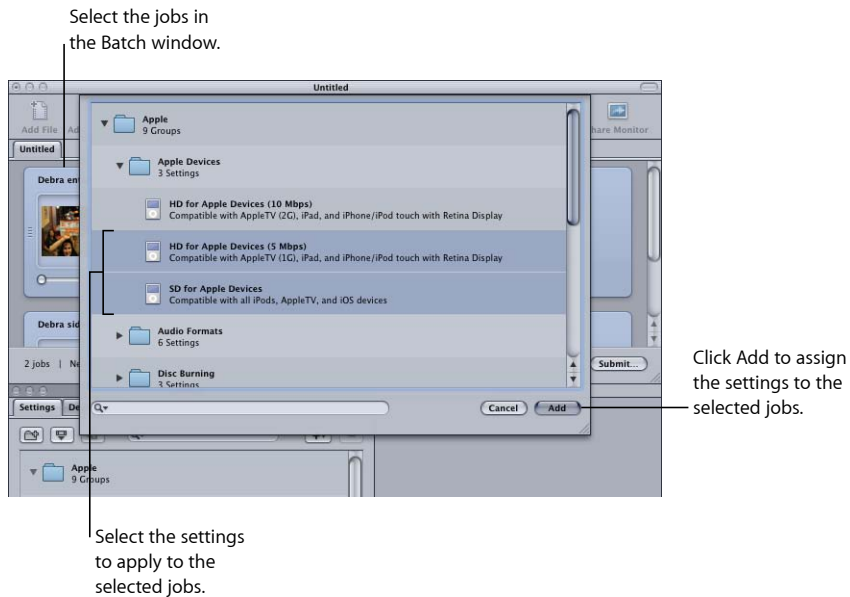 Select the jobs in
the Batch window.
Untitled
Add File
Ad
hare Monitor
Untitled
Apple
9 Groups
Apple Devices
3 Settings
Debra en
HD for Apple Devices (10 Mbps)
Compatible with AppleTV (2G), iPad, and iPhone/iPod touch with Retina Display
HD for Apple Devices (5 Mbps)
Compatible with AppleTV (1G), iPad, and iPhone/iPod touch with Retina Display
SD for Apple Devices
Compatible with all iPods, AppleTV, and iOS devices
Debra sid
Audio Formats
6 Settings
2 jobs | Ne
Disc Burning
3 Settings
Submit...
Click Add to assign
the settings to the
selected jobs.
Settings
De
Cancel
Add
Apple
9 Groups
Select the settings
to apply to the
selected jobs.